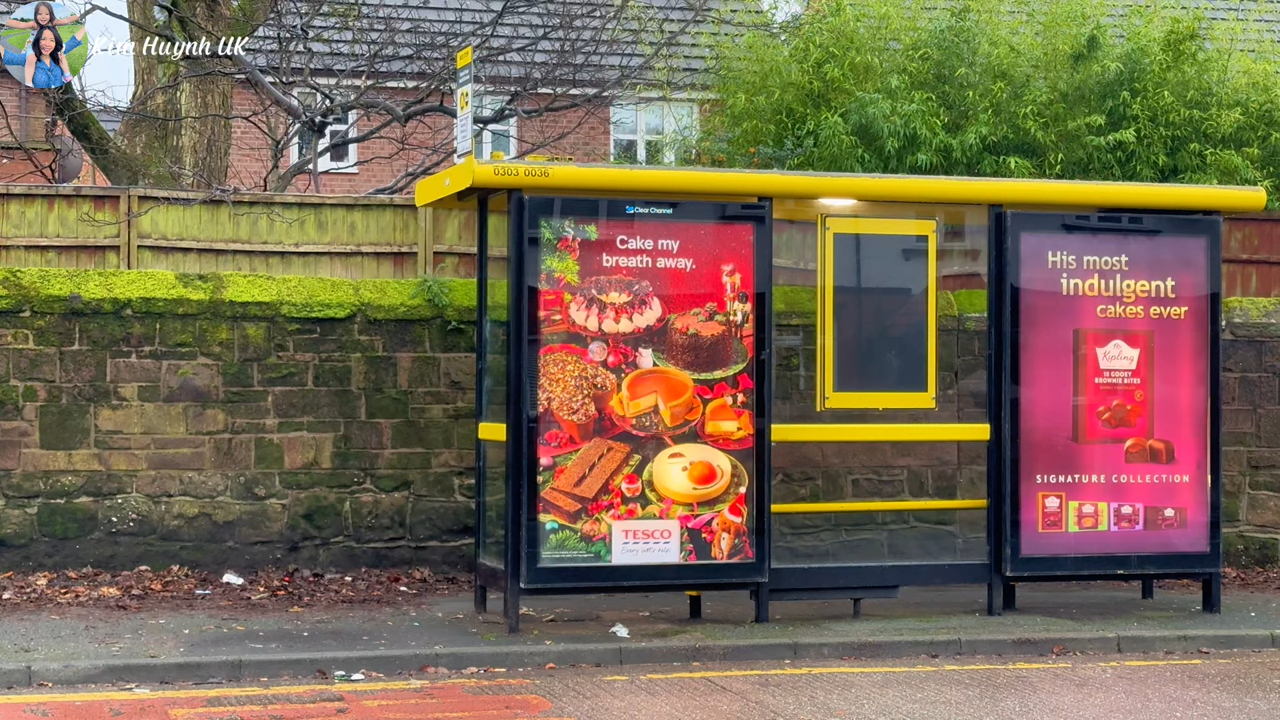 Lisa Huynh UK
0303 0036
Clear Channel
Cake my
breath away.
TESCO
Every little helps
His most
indulgent
cakes ever
Mr
Kipling
10 GOOEY
BROWNIE BITES
SIGNATURE COLLECTION